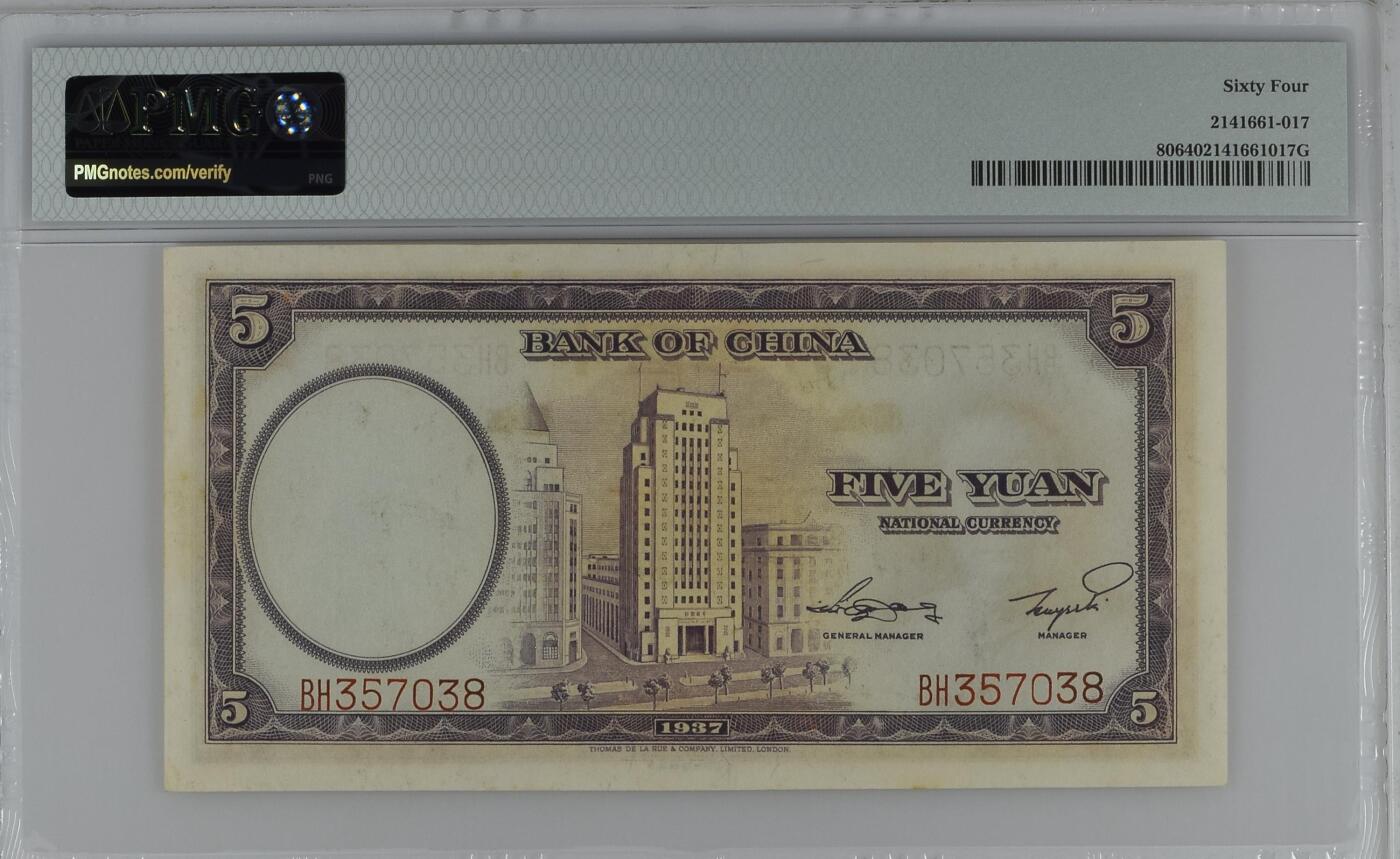 PMG
PMGnotes.com/verify
PNG
Sixty Four
2141661-017
806402141661017G
5 5
BANK OF CHINA
FIVE YUAN
NATIONAL CURRENCY
GENERAL MANAGER MANAGER
BH357038 BH357038
5 1937 5
THOMAS DE LA RUE & COMPANY, LIMITED, LONDON.